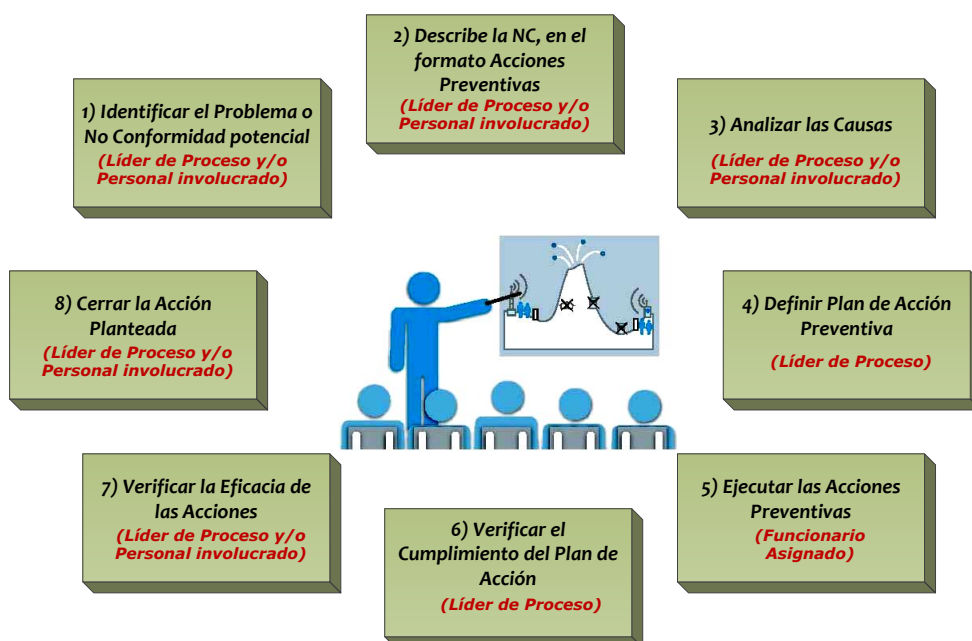 1) Identificar el Problema o
No Conformidad potencial
(Líder de Proceso y/o
Personal involucrado)
2) Describe la NC, en el
formato Acciones
Preventivas
(Líder de Proceso y/o
Personal involucrado)
3) Analizar las Causas
(Líder de Proceso y/o
Personal involucrado)
4) Definir Plan de Acción
Preventiva
(Líder de Proceso)
5) Ejecutar las Acciones
Preventivas
(Funcionario
Asignado)
6) Verificar el
Cumplimiento del Plan de
Acción
(Líder de Proceso)
7) Verificar la Eficacia de
las Acciones
(Líder de Proceso y/o
Personal involucrado)
8) Cerrar la Acción
Planteada
(Líder de Proceso y/o
Personal involucrado)